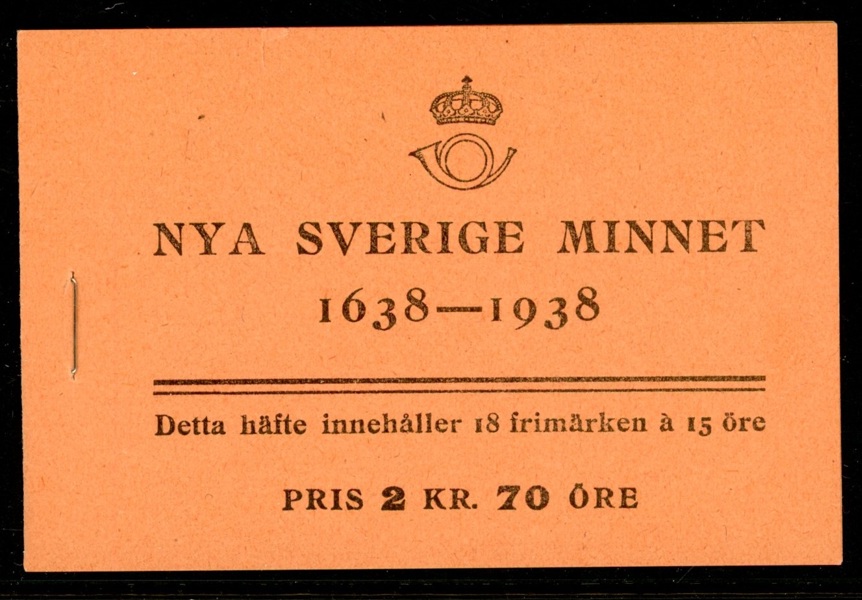 NYA SVERIGE MINNET
1638—1938
Detta häfte innehåller 18 frimärken à 15 öre
PRIS 2 KR. 70 ÖRE